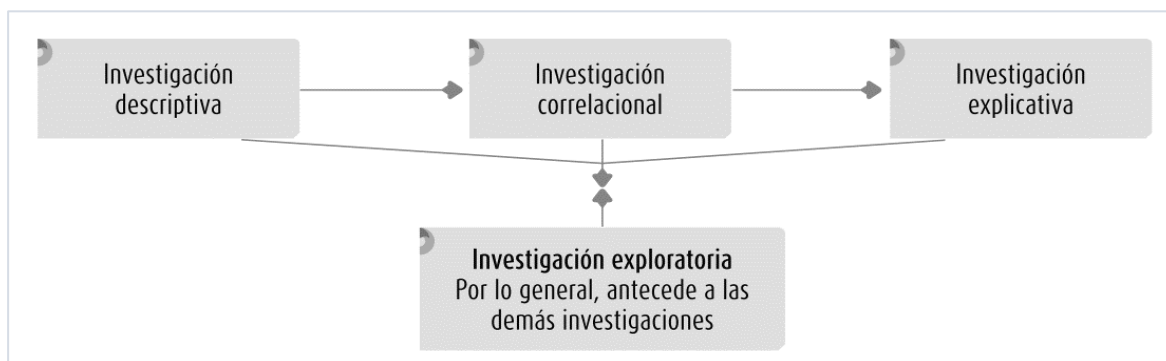 Investigación
descriptiva
Investigación
correlacional
Investigación
explicativa
Investigación exploratoria
Por lo general, antecede a las
demás investigaciones